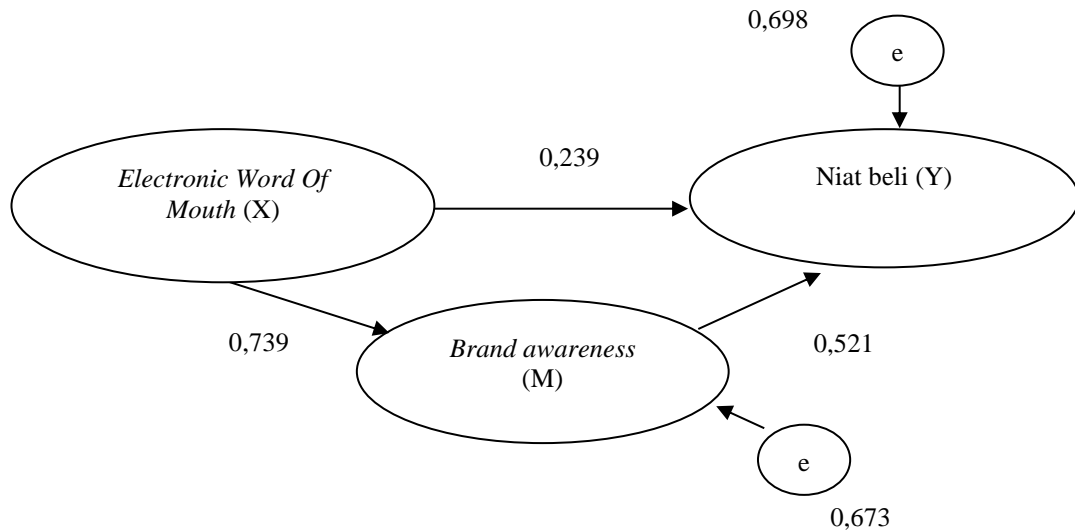 0,698
e
0,239
Electronic Word Of
Mouth (X)
Niat beli (Y)
0,739
Brand awareness
(M)
0,521
e
0,673